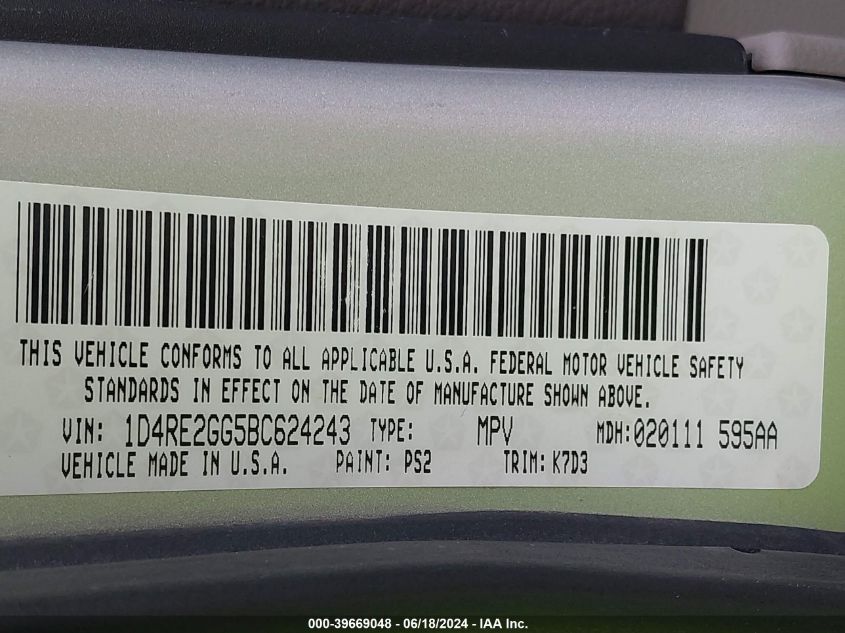 THIS VEHICLE CONFORMS TO ALL APPLICABLE U.S.A. FEDERAL MOTOR VEHICLE SAFETY
STANDARDS IN EFFECT ON THE DATE OF MANUFACTURE SHOWN ABOVE.
VIN: 1D4RE2GG5BC624243 TYPE: MPV MDH:020111 595AA
VEHICLE MADE IN U.S.A. PAINT: PS2 TRIM: K7D3
000-39669048 - 06/18/2024 - IAA Inc.